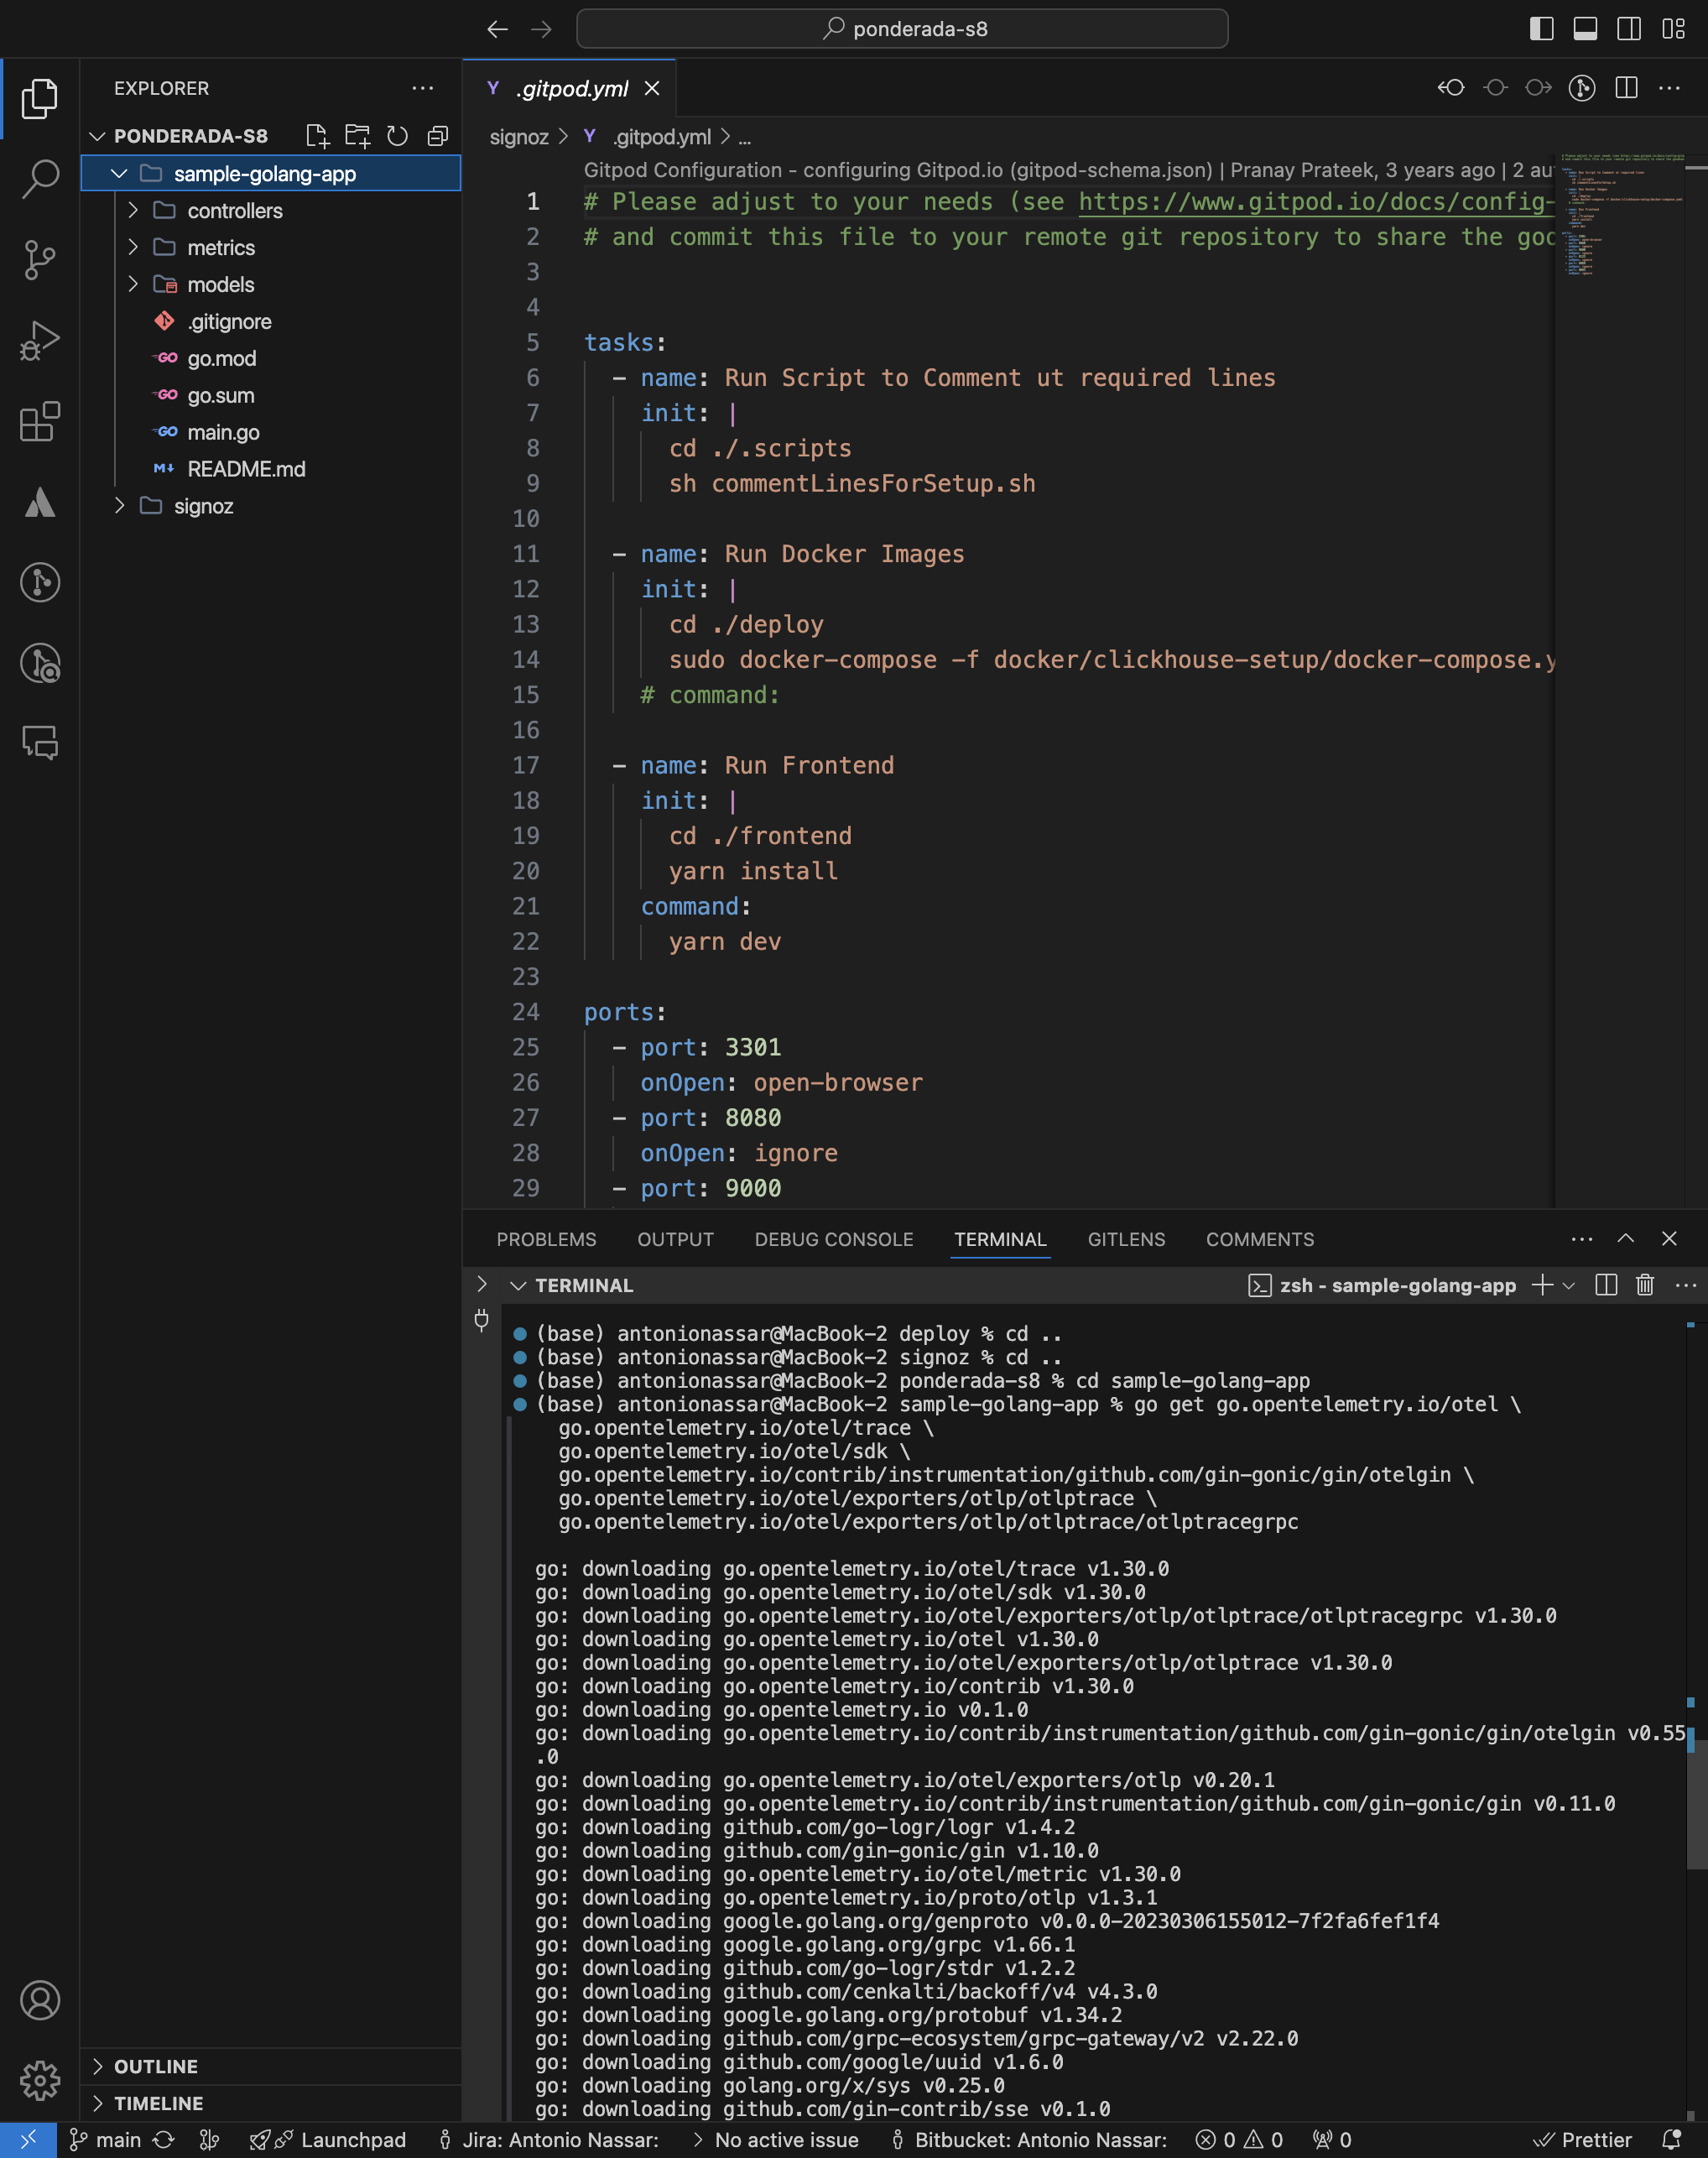 ponderada-s8
EXPLORER
PONDERADA-S8
sample-golang-app
controllers
metrics
models
.gitignore
go.mod
go.sum
main.go
README.md
signoz
OUTLINE
TIMELINE
.gitpod.yml
signoz > .gitpod.yml > ...
Gitpod Configuration - configuring Gitpod.io (gitpod-schema.json) | Pranay Prateek, 3 years ago | 2 au
1 # Please adjust to your needs (see https://www.gitpod.io/docs/config-
2 # and commit this file to your remote git repository to share the goo
3
4
5 tasks:
6 - name: Run Script to Comment ut required lines
7 init: |
8 cd ./.scripts
9 sh commentLinesForSetup.sh
10
11 - name: Run Docker Images
12 init: |
13 cd ./deploy
14 sudo docker-compose -f docker/clickhouse-setup/docker-compose.y
15 # command:
16
17 - name: Run Frontend
18 init: |
19 cd ./frontend
20 yarn install
21 command:
22 yarn dev
23
24 ports:
25 - port: 3301
26 onOpen: open-browser
27 - port: 8080
28 onOpen: ignore
29 - port: 9000
PROBLEMS OUTPUT DEBUG CONSOLE TERMINAL GITLENS COMMENTS
TERMINAL zsh - sample-golang-app
(base) antonionassar@MacBook-2 deploy % cd ..
(base) antonionassar@MacBook-2 signoz % cd ..
(base) antonionassar@MacBook-2 ponderada-s8 % cd sample-golang-app
(base) antonionassar@MacBook-2 sample-golang-app % go get go.opentelemetry.io/otel \
go.opentelemetry.io/otel/trace \
go.opentelemetry.io/otel/sdk \
go.opentelemetry.io/contrib/instrumentation/github.com/gin-gonic/gin/otelgin \
go.opentelemetry.io/otel/exporters/otlp/otlptrace \
go.opentelemetry.io/otel/exporters/otlp/otlptrace/otlptracegrpc
go: downloading go.opentelemetry.io/otel/trace v1.30.0
go: downloading go.opentelemetry.io/otel/sdk v1.30.0
go: downloading go.opentelemetry.io/otel/exporters/otlp/otlptrace/otlptracegrpc v1.30.0
go: downloading go.opentelemetry.io/otel v1.30.0
go: downloading go.opentelemetry.io/otel/exporters/otlp/otlptrace v1.30.0
go: downloading go.opentelemetry.io/contrib v1.30.0
go: downloading go.opentelemetry.io v0.1.0
go: downloading go.opentelemetry.io/contrib/instrumentation/github.com/gin-gonic/gin/otelgin v0.55
.0
go: downloading go.opentelemetry.io/otel/exporters/otlp v0.20.1
go: downloading go.opentelemetry.io/contrib/instrumentation/github.com/gin-gonic/gin v0.11.0
go: downloading github.com/go-logr/logr v1.4.2
go: downloading github.com/gin-gonic/gin v1.10.0
go: downloading go.opentelemetry.io/otel/metric v1.30.0
go: downloading go.opentelemetry.io/proto/otlp v1.3.1
go: downloading google.golang.org/genproto v0.0.0-20230306155012-7f2fa6fef1f4
go: downloading google.golang.org/grpc v1.66.1
go: downloading github.com/go-logr/stdr v1.2.2
go: downloading github.com/cenkalti/backoff/v4 v4.3.0
go: downloading google.golang.org/protobuf v1.34.2
go: downloading github.com/grpc-ecosystem/grpc-gateway/v2 v2.22.0
go: downloading github.com/google/uuid v1.6.0
go: downloading golang.org/x/sys v0.25.0
go: downloading github.com/gin-contrib/sse v0.1.0
main Launchpad Jira: Antonio Nassar: > No active issue Bitbucket: Antonio Nassar: 0 0 0 Prettier